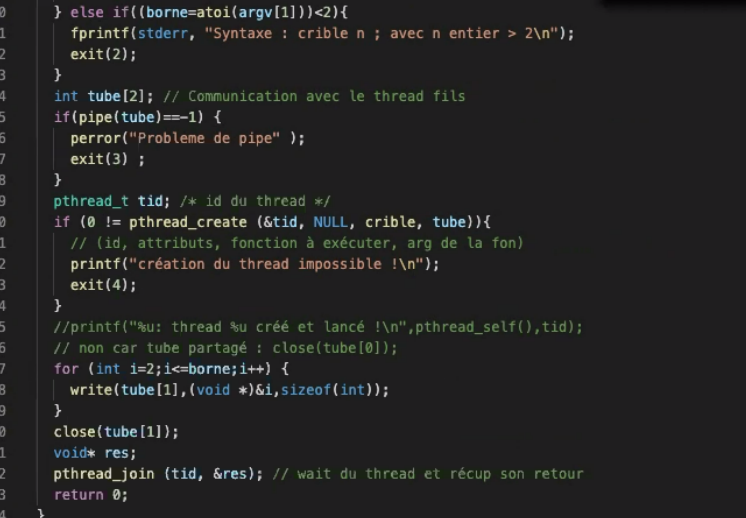 0 } else if((borne=atoi(argv[1]))<2){
1 fprintf(stderr, "Syntaxe : crible n ; avec n entier > 2\n");
2 exit(2);
3 }
4 int tube[2]; // Communication avec le thread fils
5 if(pipe(tube)==-1) {
6 perror("Probleme de pipe" );
7 exit(3) ;
8 }
9 pthread_t tid; /* id du thread */
0 if (0 != pthread_create (&tid, NULL, crible, tube)){
1 // (id, attributs, fonction à exécuter, arg de la fon)
2 printf("création du thread impossible !\n");
3 exit(4);
4 }
5 //printf("%u: thread %u créé et lancé !\n",pthread_self(),tid);
6 // non car tube partagé : close(tube[0]);
7 for (int i=2;i<=borne;i++) {
8 write(tube[1],(void *)&i,sizeof(int));
9 }
0 close(tube[1]);
1 void* res;
2 pthread_join (tid, &res); // wait du thread et récup son retour
3 return 0;
4 }